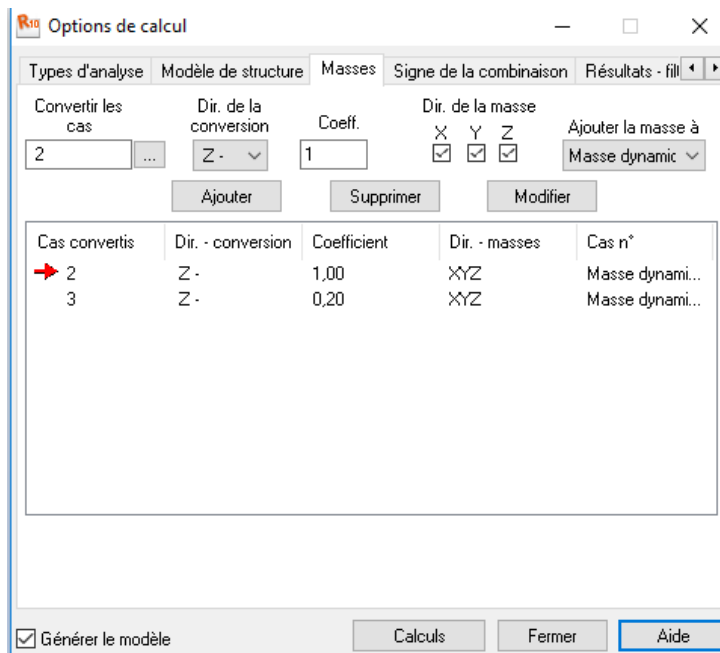 R10 Options de calcul
Types d'analyse Modèle de structure Masses Signe de la combinaison Résultats - fil
Convertir les cas
Dir. de la conversion
Coeff.
Dir. de la masse
X Y Z
Ajouter la masse à
2 ... Z - 1 Masse dynamic
Ajouter Supprimer Modifier
Cas convertis Dir. - conversion Coefficient Dir. - masses Cas n°
2 Z - 1,00 XYZ Masse dynami...
3 Z - 0,20 XYZ Masse dynami...
Générer le modèle Calculs Fermer Aide